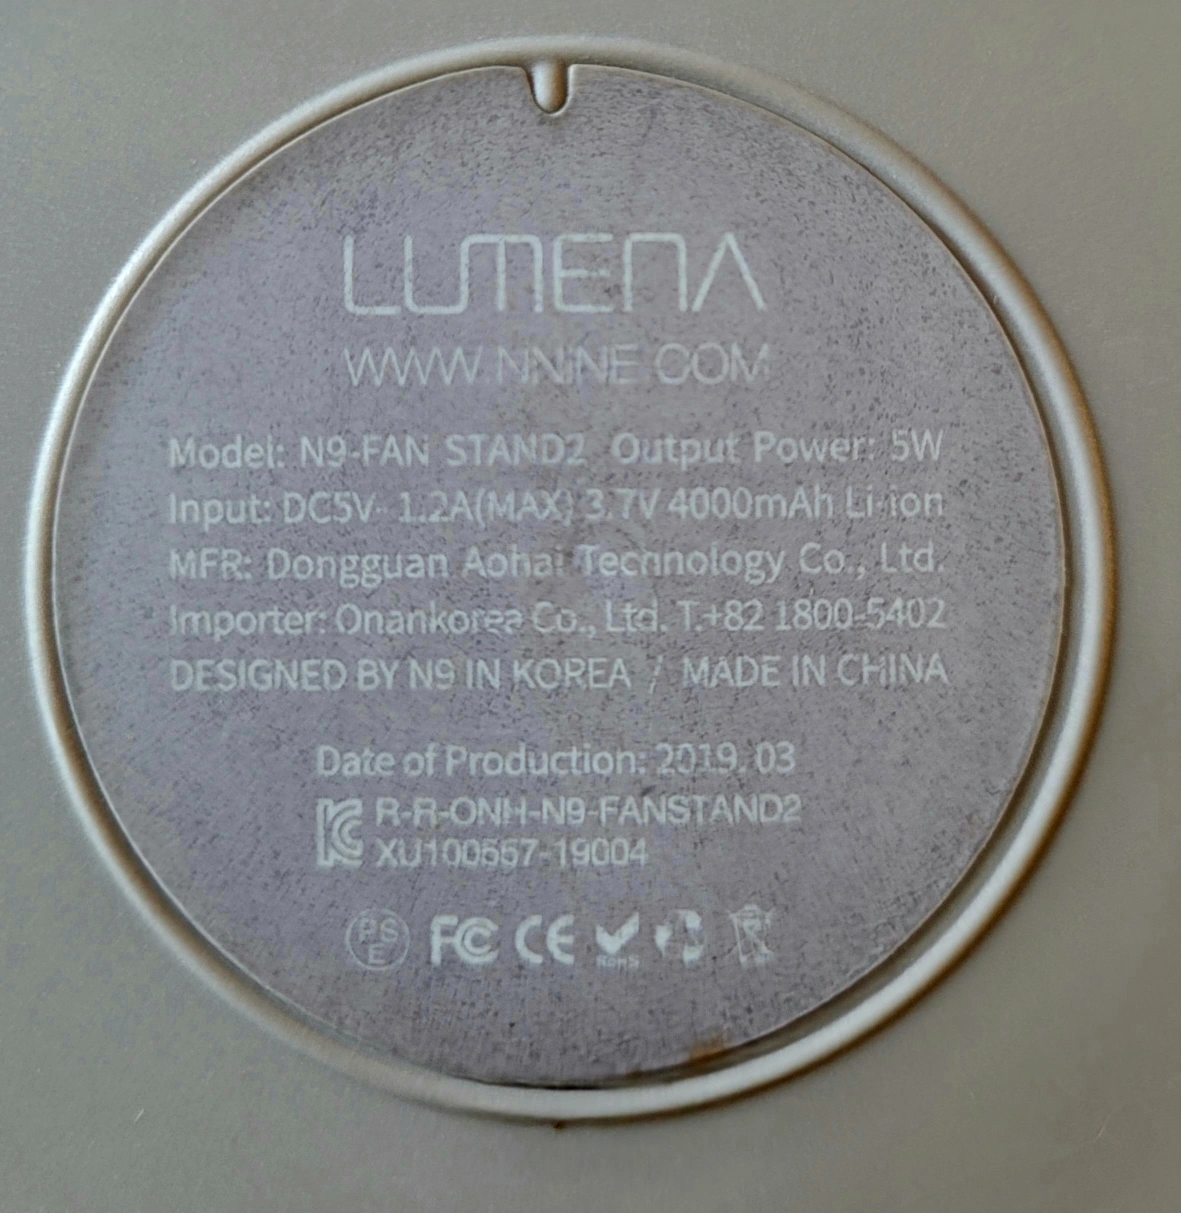 LUMENA
WWW.NNINE.COM
Model: N9-FAN STAND2 Output Power: 5W
Input: DC5V- 1.2A(MAX) 3.7V 4000mAh Li-ion
MFR: Dongguan Aohai Technology Co., Ltd.
Importer: Onankorea Co., Ltd. T.+82 1800-5402
DESIGNED BY N9 IN KOREA / MADE IN CHINA
Date of Production: 2019. 03
R-R-ONH-N9-FANSTAND2
PSE FC CE RoHS